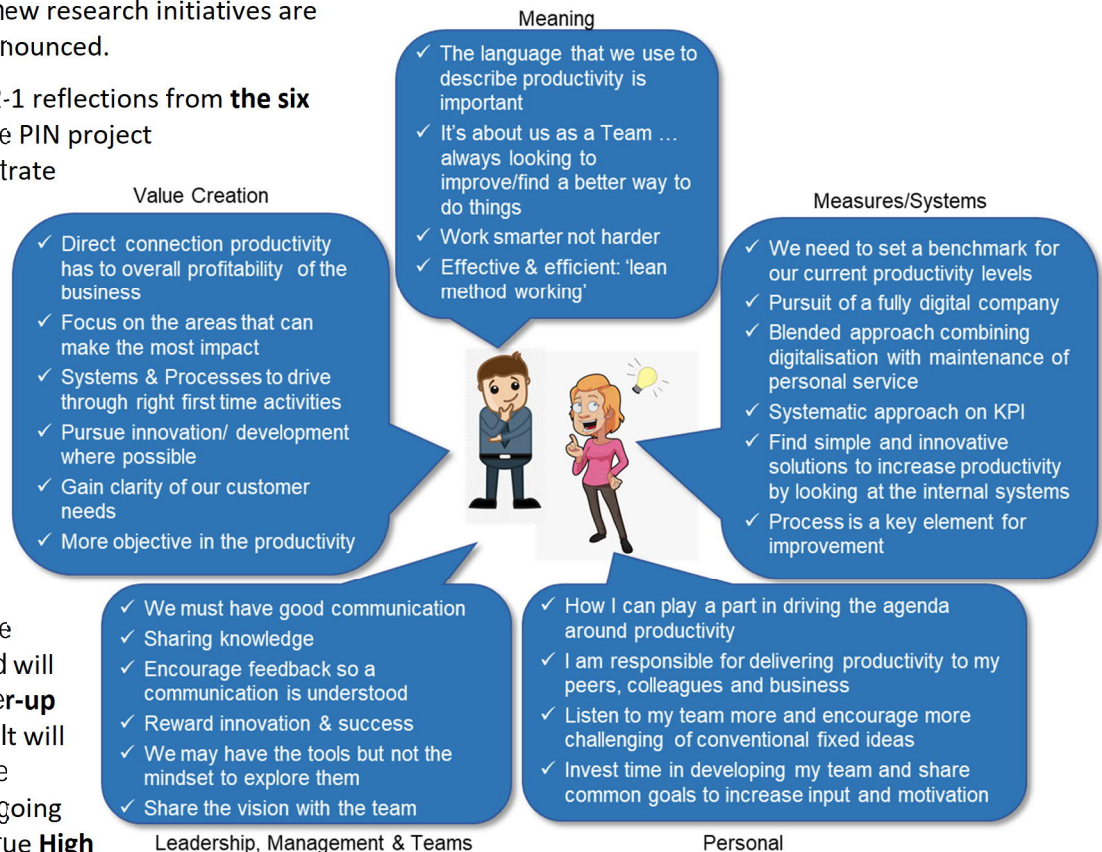 new research initiatives are
nounced.
2-1 reflections from the six
e PIN project
trate
Meaning
✓ The language that we use to
describe productivity is
important
✓ It's about us as a Team …
always looking to
improve/find a better way to
do things
✓ Work smarter not harder
✓ Effective & efficient: 'lean
method working'
Value Creation
✓ Direct connection productivity
has to overall profitability of the
business
✓ Focus on the areas that can
make the most impact
✓ Systems & Processes to drive
through right first time activities
✓ Pursue innovation/ development
where possible
✓ Gain clarity of our customer
needs
✓ More objective in the productivity
Measures/Systems
✓ We need to set a benchmark for
our current productivity levels
✓ Pursuit of a fully digital company
✓ Blended approach combining
digitalisation with maintenance of
personal service
✓ Systematic approach on KPI
✓ Find simple and innovative
solutions to increase productivity
by looking at the internal systems
✓ Process is a key element for
improvement
e
d will
er-up
It will
e
going
rue High
✓ We must have good communication
✓ Sharing knowledge
✓ Encourage feedback so a
communication is understood
✓ Reward innovation & success
✓ We may have the tools but not the
mindset to explore them
✓ Share the vision with the team
Leadership, Management & Teams
✓ How I can play a part in driving the agenda
around productivity
✓ I am responsible for delivering productivity to my
peers, colleagues and business
✓ Listen to my team more and encourage more
challenging of conventional fixed ideas
✓ Invest time in developing my team and share
common goals to increase input and motivation
Personal